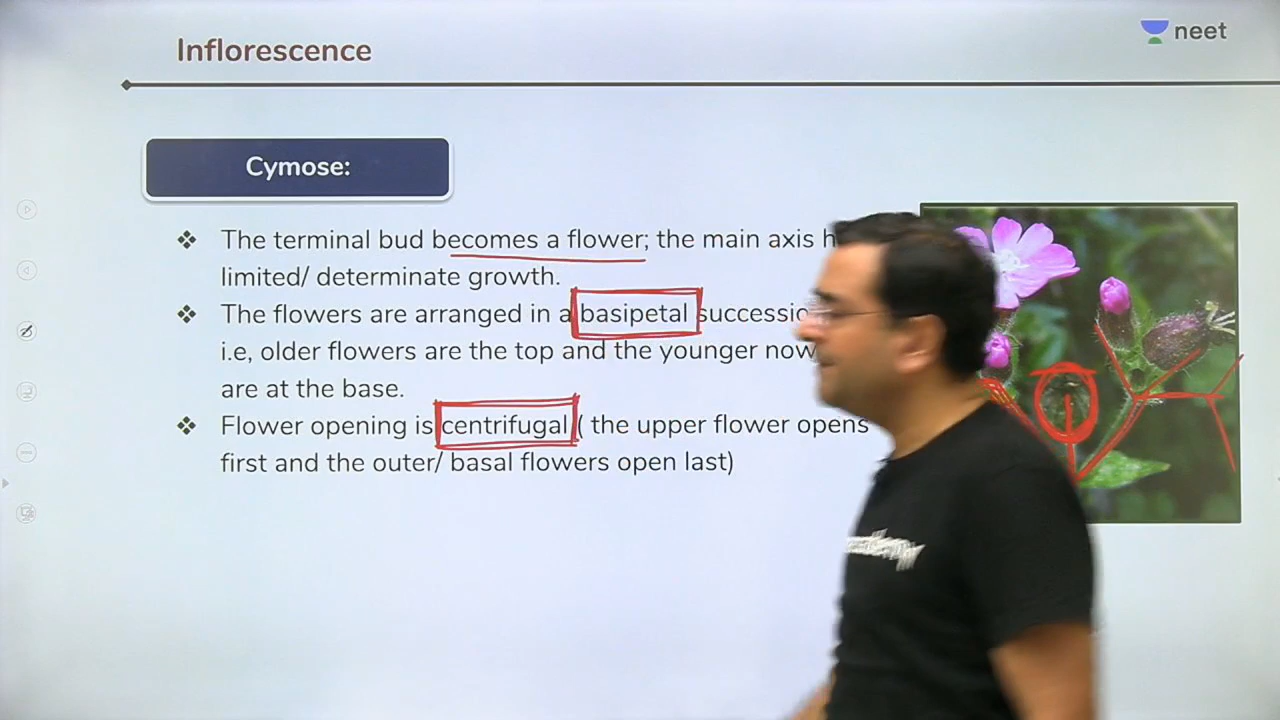 Inflorescence
neet
Cymose:
❖ The terminal bud becomes a flower; the main axis
limited/ determinate growth.
❖ The flowers are arranged in a basipetal
i.e, older flowers are the top and the younger
are at the base.
❖ Flower opening is centrifugal ( the upper flower opens
first and the outer/ basal flowers open last)